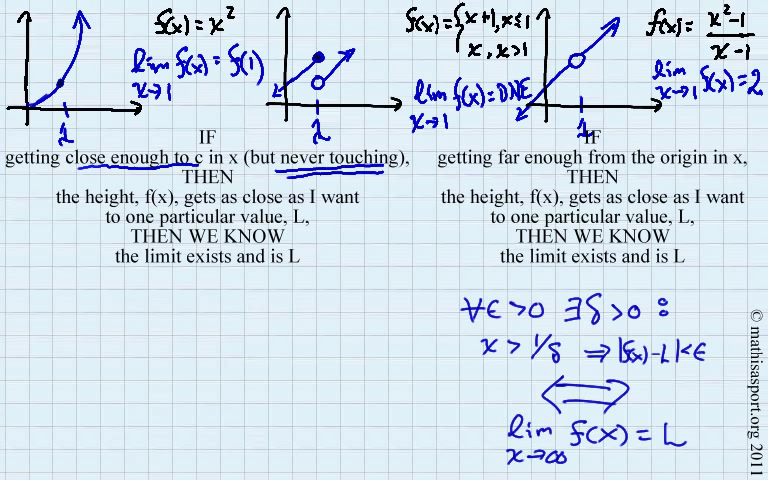 f(x) = x²
lim f(x) = f(1)
x→1
1
f(x) = { x+1, x≤1
x, x>1
lim f(x) = DNE
x→1
1
f(x) = x²-1
x-1
lim f(x) = 2
x→1
1
IF
getting close enough to c in x (but never touching),
THEN
the height, f(x), gets as close as I want
to one particular value, L,
THEN WE KNOW
the limit exists and is L
IF
getting far enough from the origin in x,
THEN
the height, f(x), gets as close as I want
to one particular value, L,
THEN WE KNOW
the limit exists and is L
∀ε>0 ∃δ>0 :
x > 1/δ ⇒ |f(x)-L|<ε
⟺
lim f(x) = L
x→∞
© mathisasport.org 2011